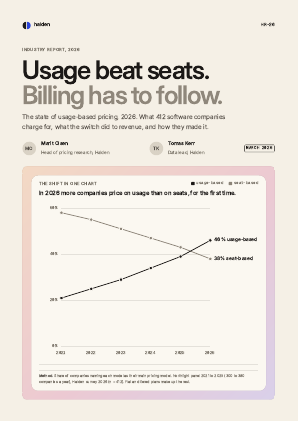 halden
HR-26
INDUSTRY REPORT, 2026
Usage beat seats.
Billing has to follow.
The state of usage-based pricing, 2026. What 412 software companies
charge for, what the switch did to revenue, and how they made it.
Marit Oaen
Head of pricing research, Halden
TK
Tomas Kerr
Data lead, Halden
MARCH 2026
THE SHIFT IN ONE CHART
usage-based
seat-based
In 2026 more companies price on usage than on seats, for the first time.
60%
40%
20%
0%
46% usage-based
38% seat-based
2021
2022
2023
2024
2025
2026
Method.